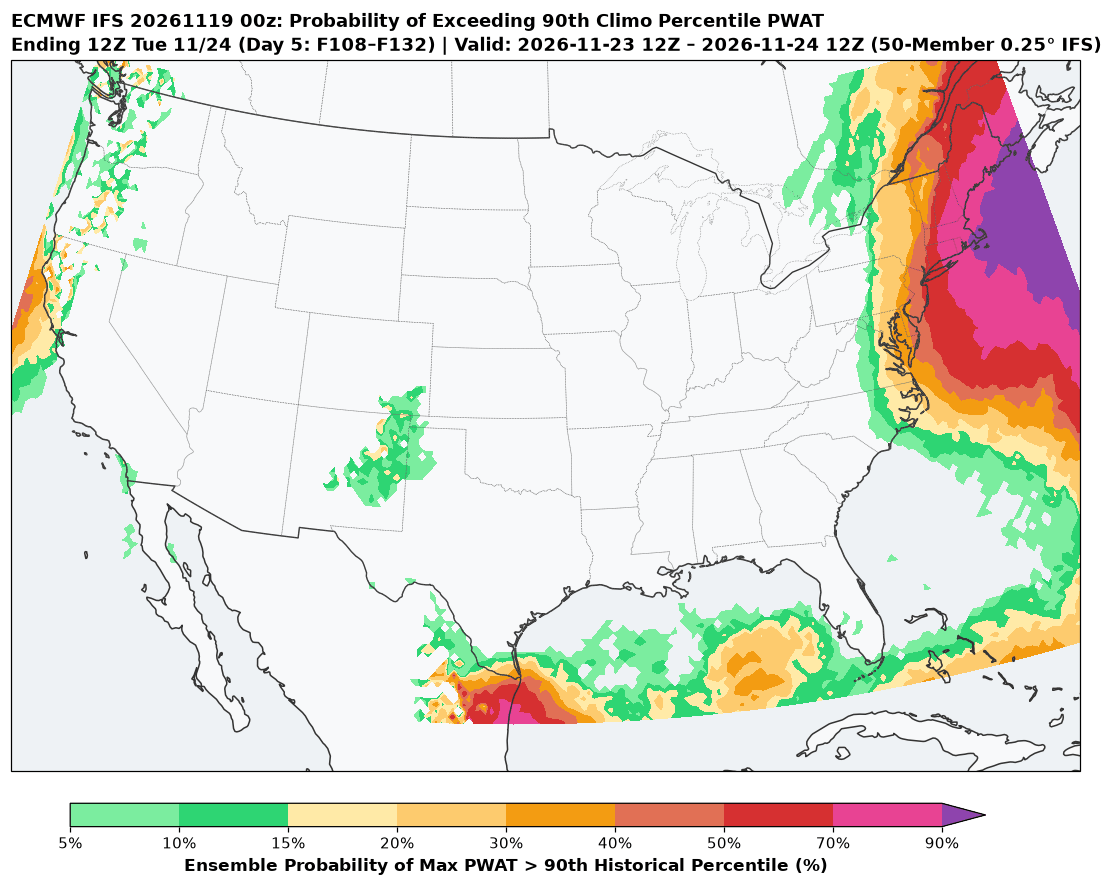 ECMWF IFS 20261119 00z: Probability of Exceeding 90th Climo Percentile PWAT
Ending 12Z Tue 11/24 (Day 5: F108–F132) | Valid: 2026-11-23 12Z – 2026-11-24 12Z (50-Member 0.25° IFS)
5% 10% 15% 20% 30% 40% 50% 70% 90%
Ensemble Probability of Max PWAT > 90th Historical Percentile (%)